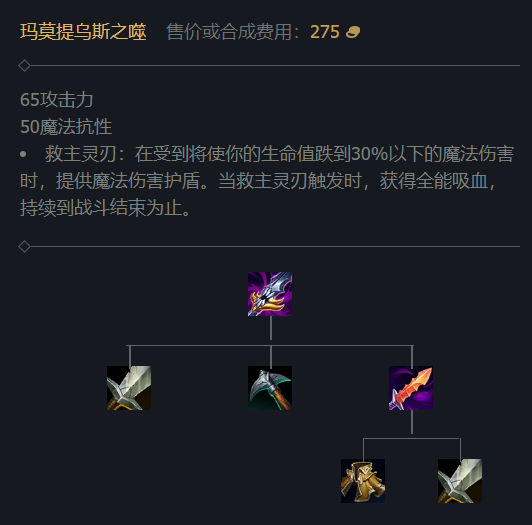 玛莫提乌斯之噬 售价或合成费用：275
65攻击力
50魔法抗性
• 救主灵刃：在受到将使你的生命值跌到30%以下的魔法伤害
时，提供魔法伤害护盾。当救主灵刃触发时，获得全能吸血，
持续到战斗结束为止。